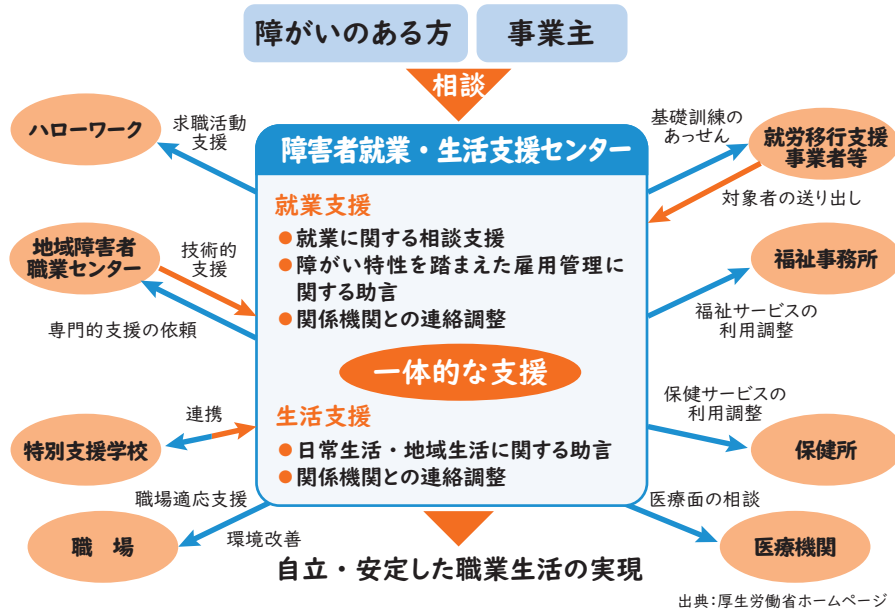 障がいのある方
事業主
相談
ハローワーク
求職活動
支援
基礎訓練の
あっせん
就労移行支援
事業者等
対象者の送り出し
障害者就業・生活支援センター
就業支援
●就業に関する相談支援
●障がい特性を踏まえた雇用管理に
関する助言
●関係機関との連絡調整
地域障害者
職業センター
技術的
支援
専門的支援の依頼
福祉事務所
福祉サービスの
利用調整
一体的な支援
生活支援
●日常生活・地域生活に関する助言
●関係機関との連絡調整
特別支援学校
連携
保健サービスの
利用調整
保健所
職場適応支援
職　場
環境改善
医療面の相談
医療機関
自立・安定した職業生活の実現
出典：厚生労働省ホームページ